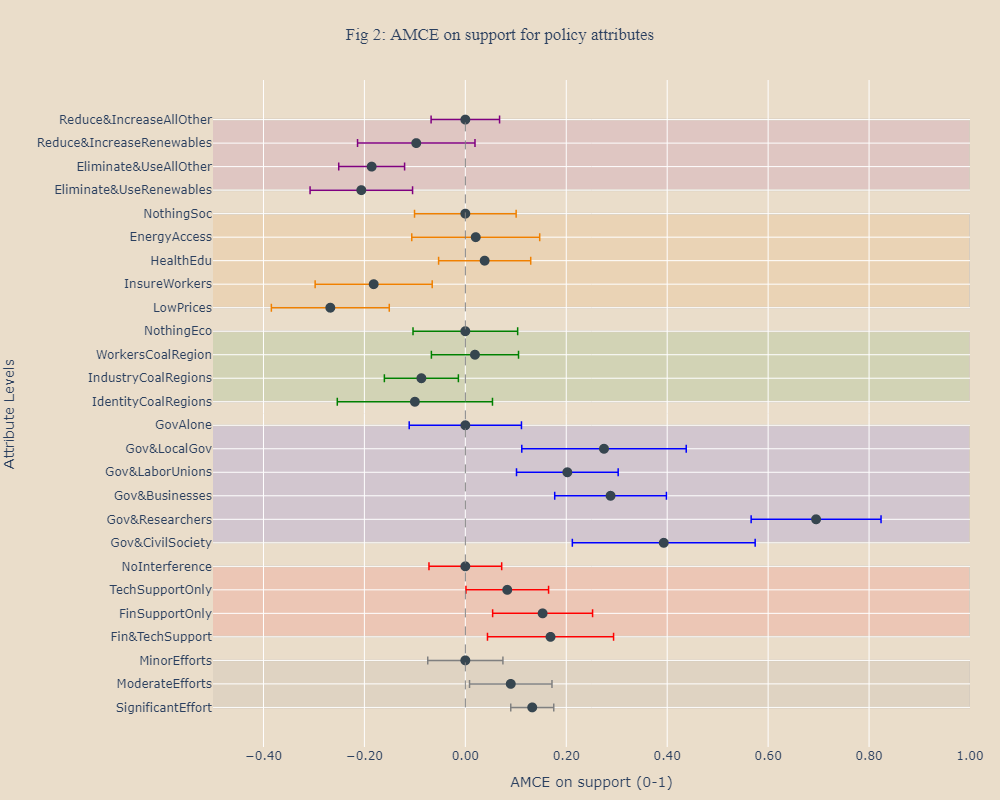 Fig 2: AMCE on support for policy attributes
Attribute Levels
Reduce&IncreaseAllOther
Reduce&IncreaseRenewables
Eliminate&UseAllOther
Eliminate&UseRenewables
NothingSoc
EnergyAccess
HealthEdu
InsureWorkers
LowPrices
NothingEco
WorkersCoalRegion
IndustryCoalRegions
IdentityCoalRegions
GovAlone
Gov&LocalGov
Gov&LaborUnions
Gov&Businesses
Gov&Researchers
Gov&CivilSociety
NoInterference
TechSupportOnly
FinSupportOnly
Fin&TechSupport
MinorEfforts
ModerateEfforts
SignificantEffort
−0.40 −0.20 0.00 0.20 0.40 0.60 0.80 1.00
AMCE on support (0-1)